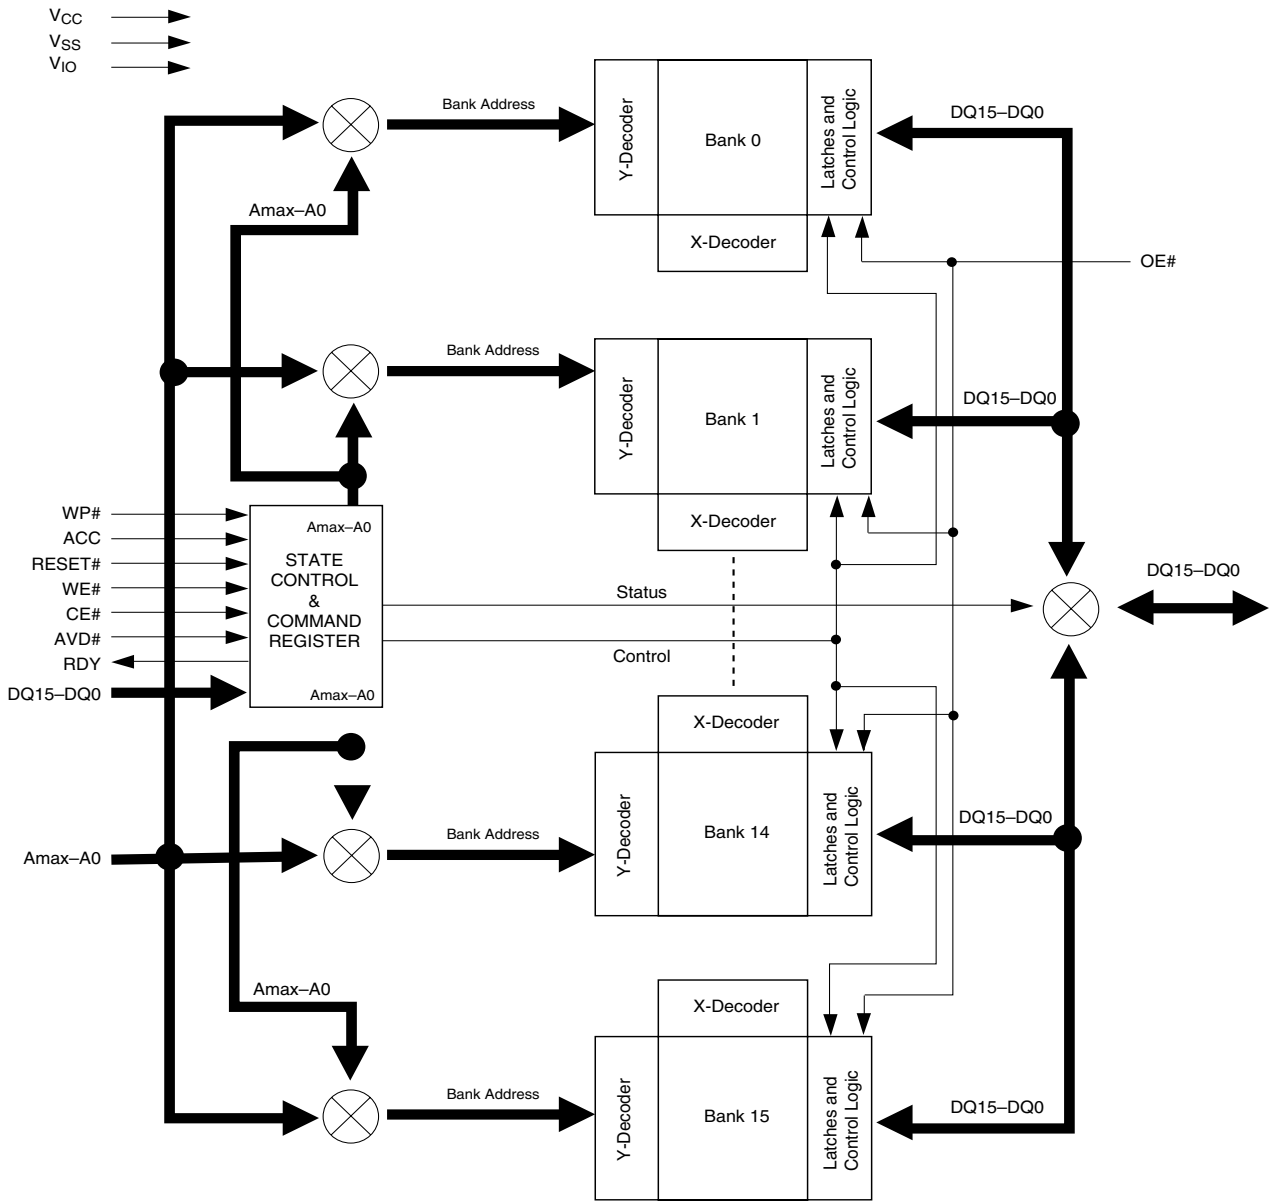 VCC
VSS
VIO
Bank Address
Y-Decoder
Bank 0
Latches and
Control Logic
DQ15–DQ0
Amax–A0
X-Decoder
OE#
Bank Address
Y-Decoder
Bank 1
Latches and
Control Logic
DQ15–DQ0
X-Decoder
WP#
ACC
RESET#
WE#
CE#
AVD#
RDY
DQ15–DQ0
Amax–A0
STATE
CONTROL
&
COMMAND
REGISTER
Amax–A0
Status
Control
DQ15–DQ0
X-Decoder
Amax–A0
Bank Address
Y-Decoder
Bank 14
Latches and
Control Logic
DQ15–DQ0
Amax–A0
X-Decoder
Bank Address
Y-Decoder
Bank 15
Latches and
Control Logic
DQ15–DQ0